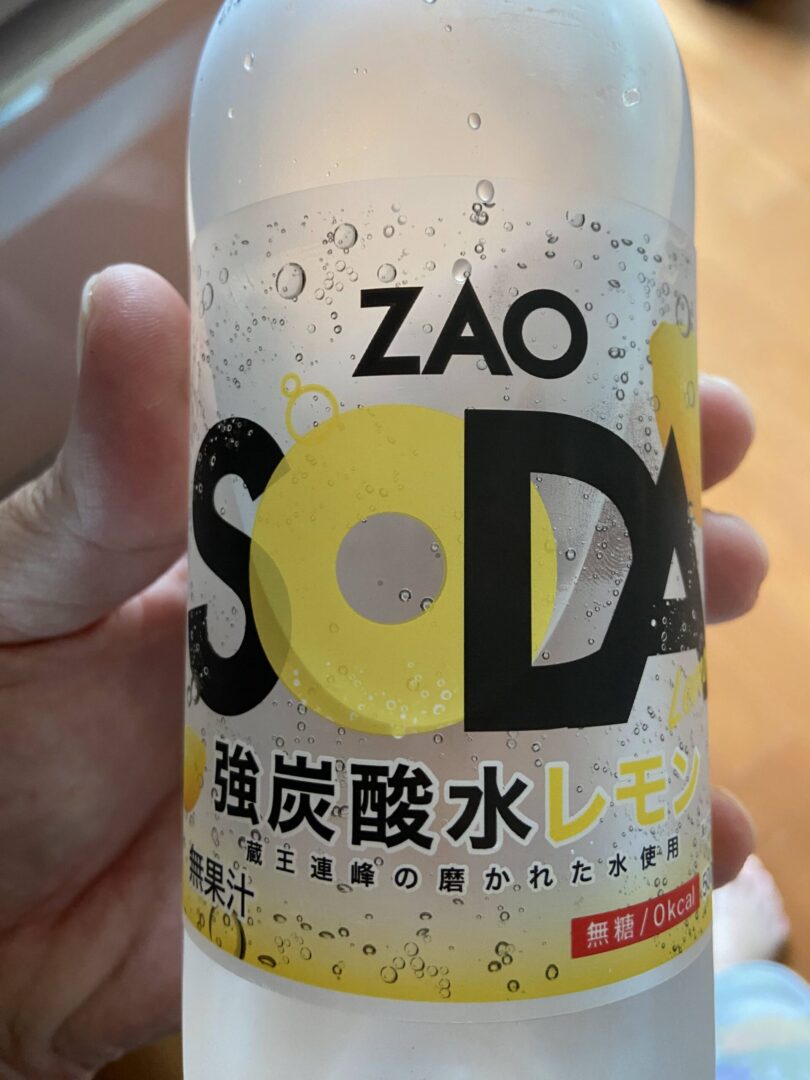 ZAO
SODA
強炭酸水レモン
蔵王連峰の磨かれた水使用
無果汁
無糖/0kcal